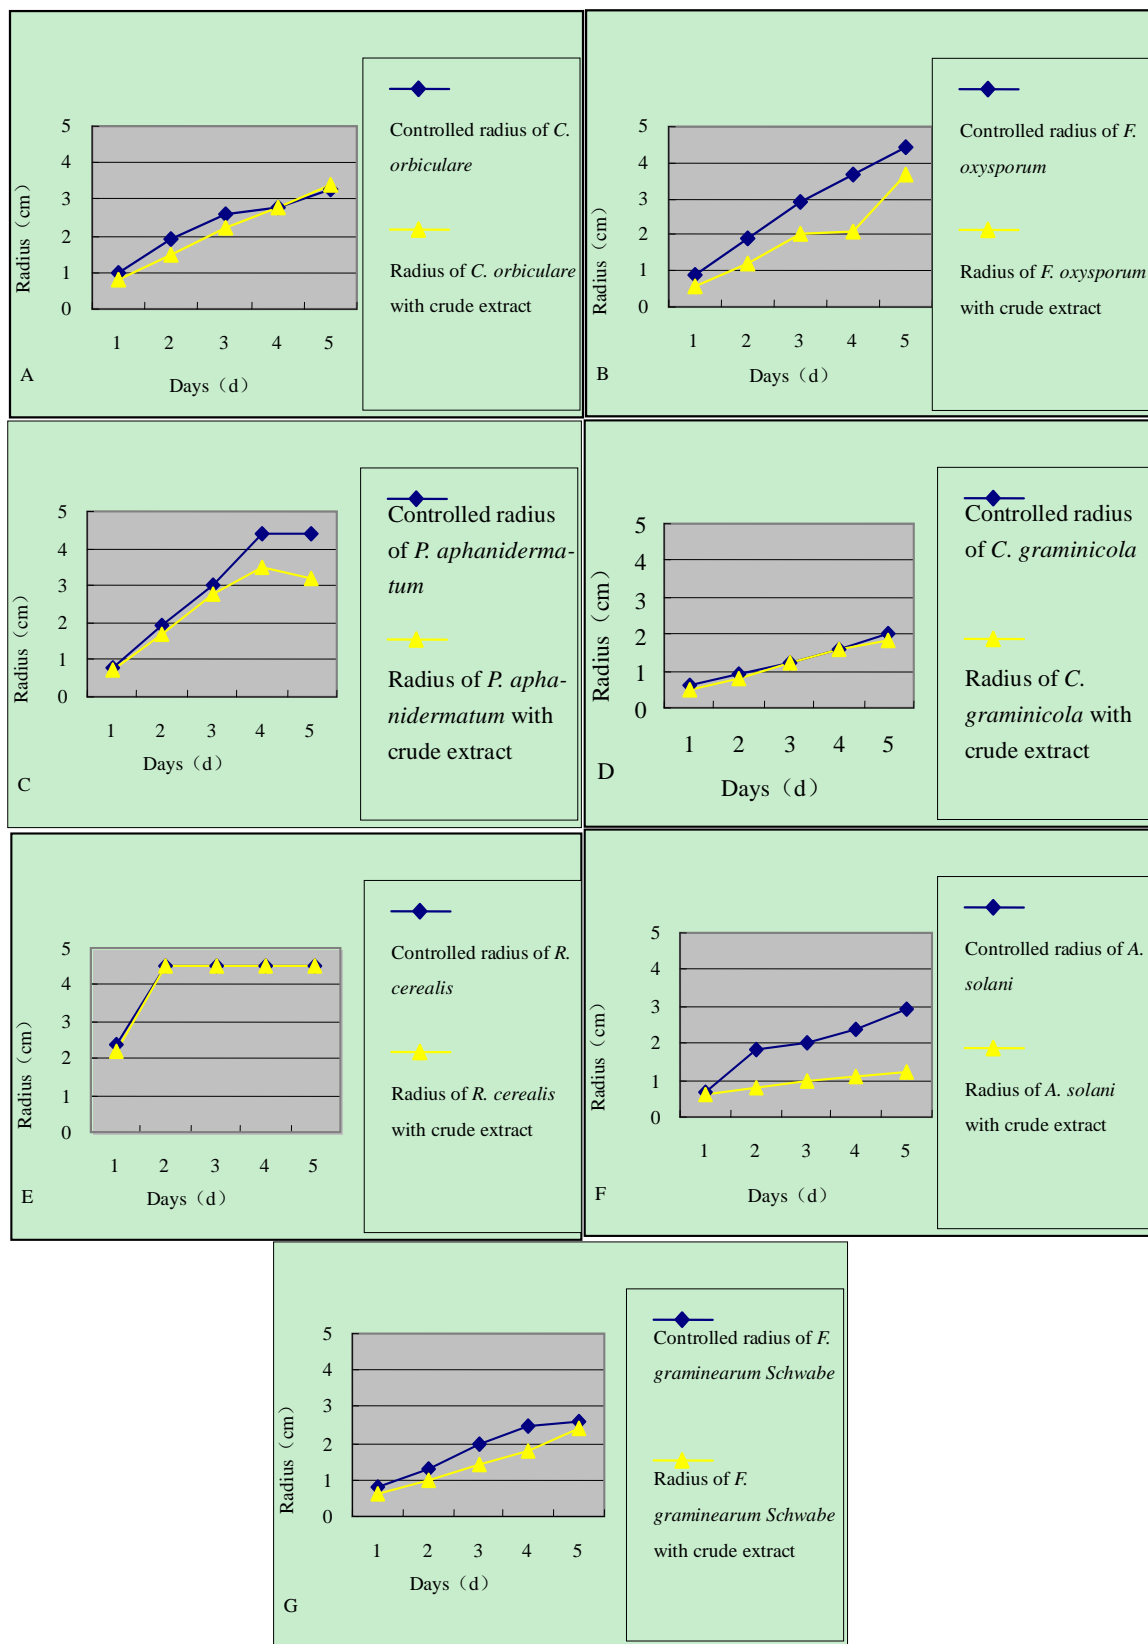 5
4
3
2
1
0
1 2 3 4 5
Radius（cm）
Days（d）
A
Controlled radius of C.
orbiculare
Radius of C. orbiculare
with crude extract
5
4
3
2
1
0
1 2 3 4 5
Radius（cm）
Days（d）
B
Controlled radius of F.
oxysporum
Radius of F. oxysporum
with crude extract
5
4
3
2
1
0
1 2 3 4 5
Radius（cm）
Days（d）
C
Controlled radius
of P. aphaniderma-
tum
Radius of P. apha-
nidermatum with
crude extract
5
4
3
2
1
0
1 2 3 4 5
Radius（cm）
Days（d）
D
Controlled radius
of C. graminicola
Radius of C.
graminicola with
crude extract
5
4
3
2
1
0
1 2 3 4 5
Radius（cm）
Days（d）
E
Controlled radius of R.
cerealis
Radius of R. cerealis
with crude extract
5
4
3
2
1
0
1 2 3 4 5
Radius（cm）
Days（d）
F
Controlled radius of A.
solani
Radius of A. solani
with crude extract
5
4
3
2
1
0
1 2 3 4 5
Radius（cm）
Days（d）
G
Controlled radius of F.
graminearum Schwabe
Radius of F.
graminearum Schwabe
with crude extract